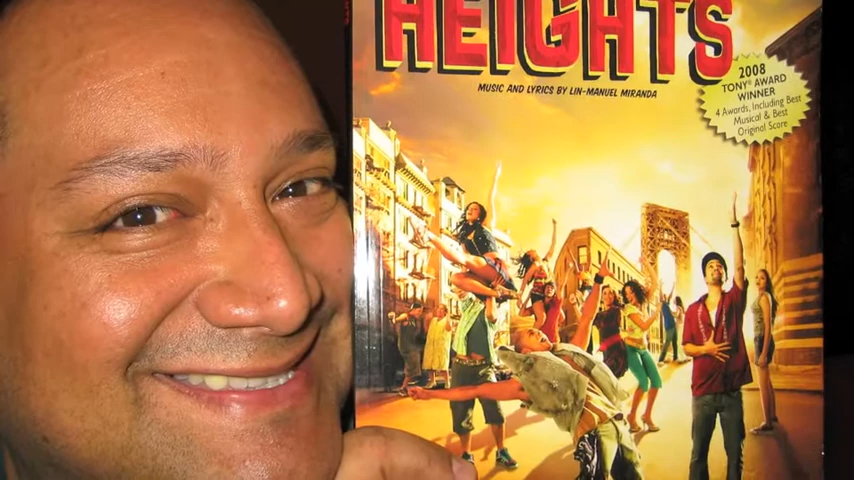 HEIGHTS
MUSIC AND LYRICS BY LIN-MANUEL MIRANDA
2008
TONY® AWARD
WINNER
4 Awards, Including Best
Musical & Best
Original Score